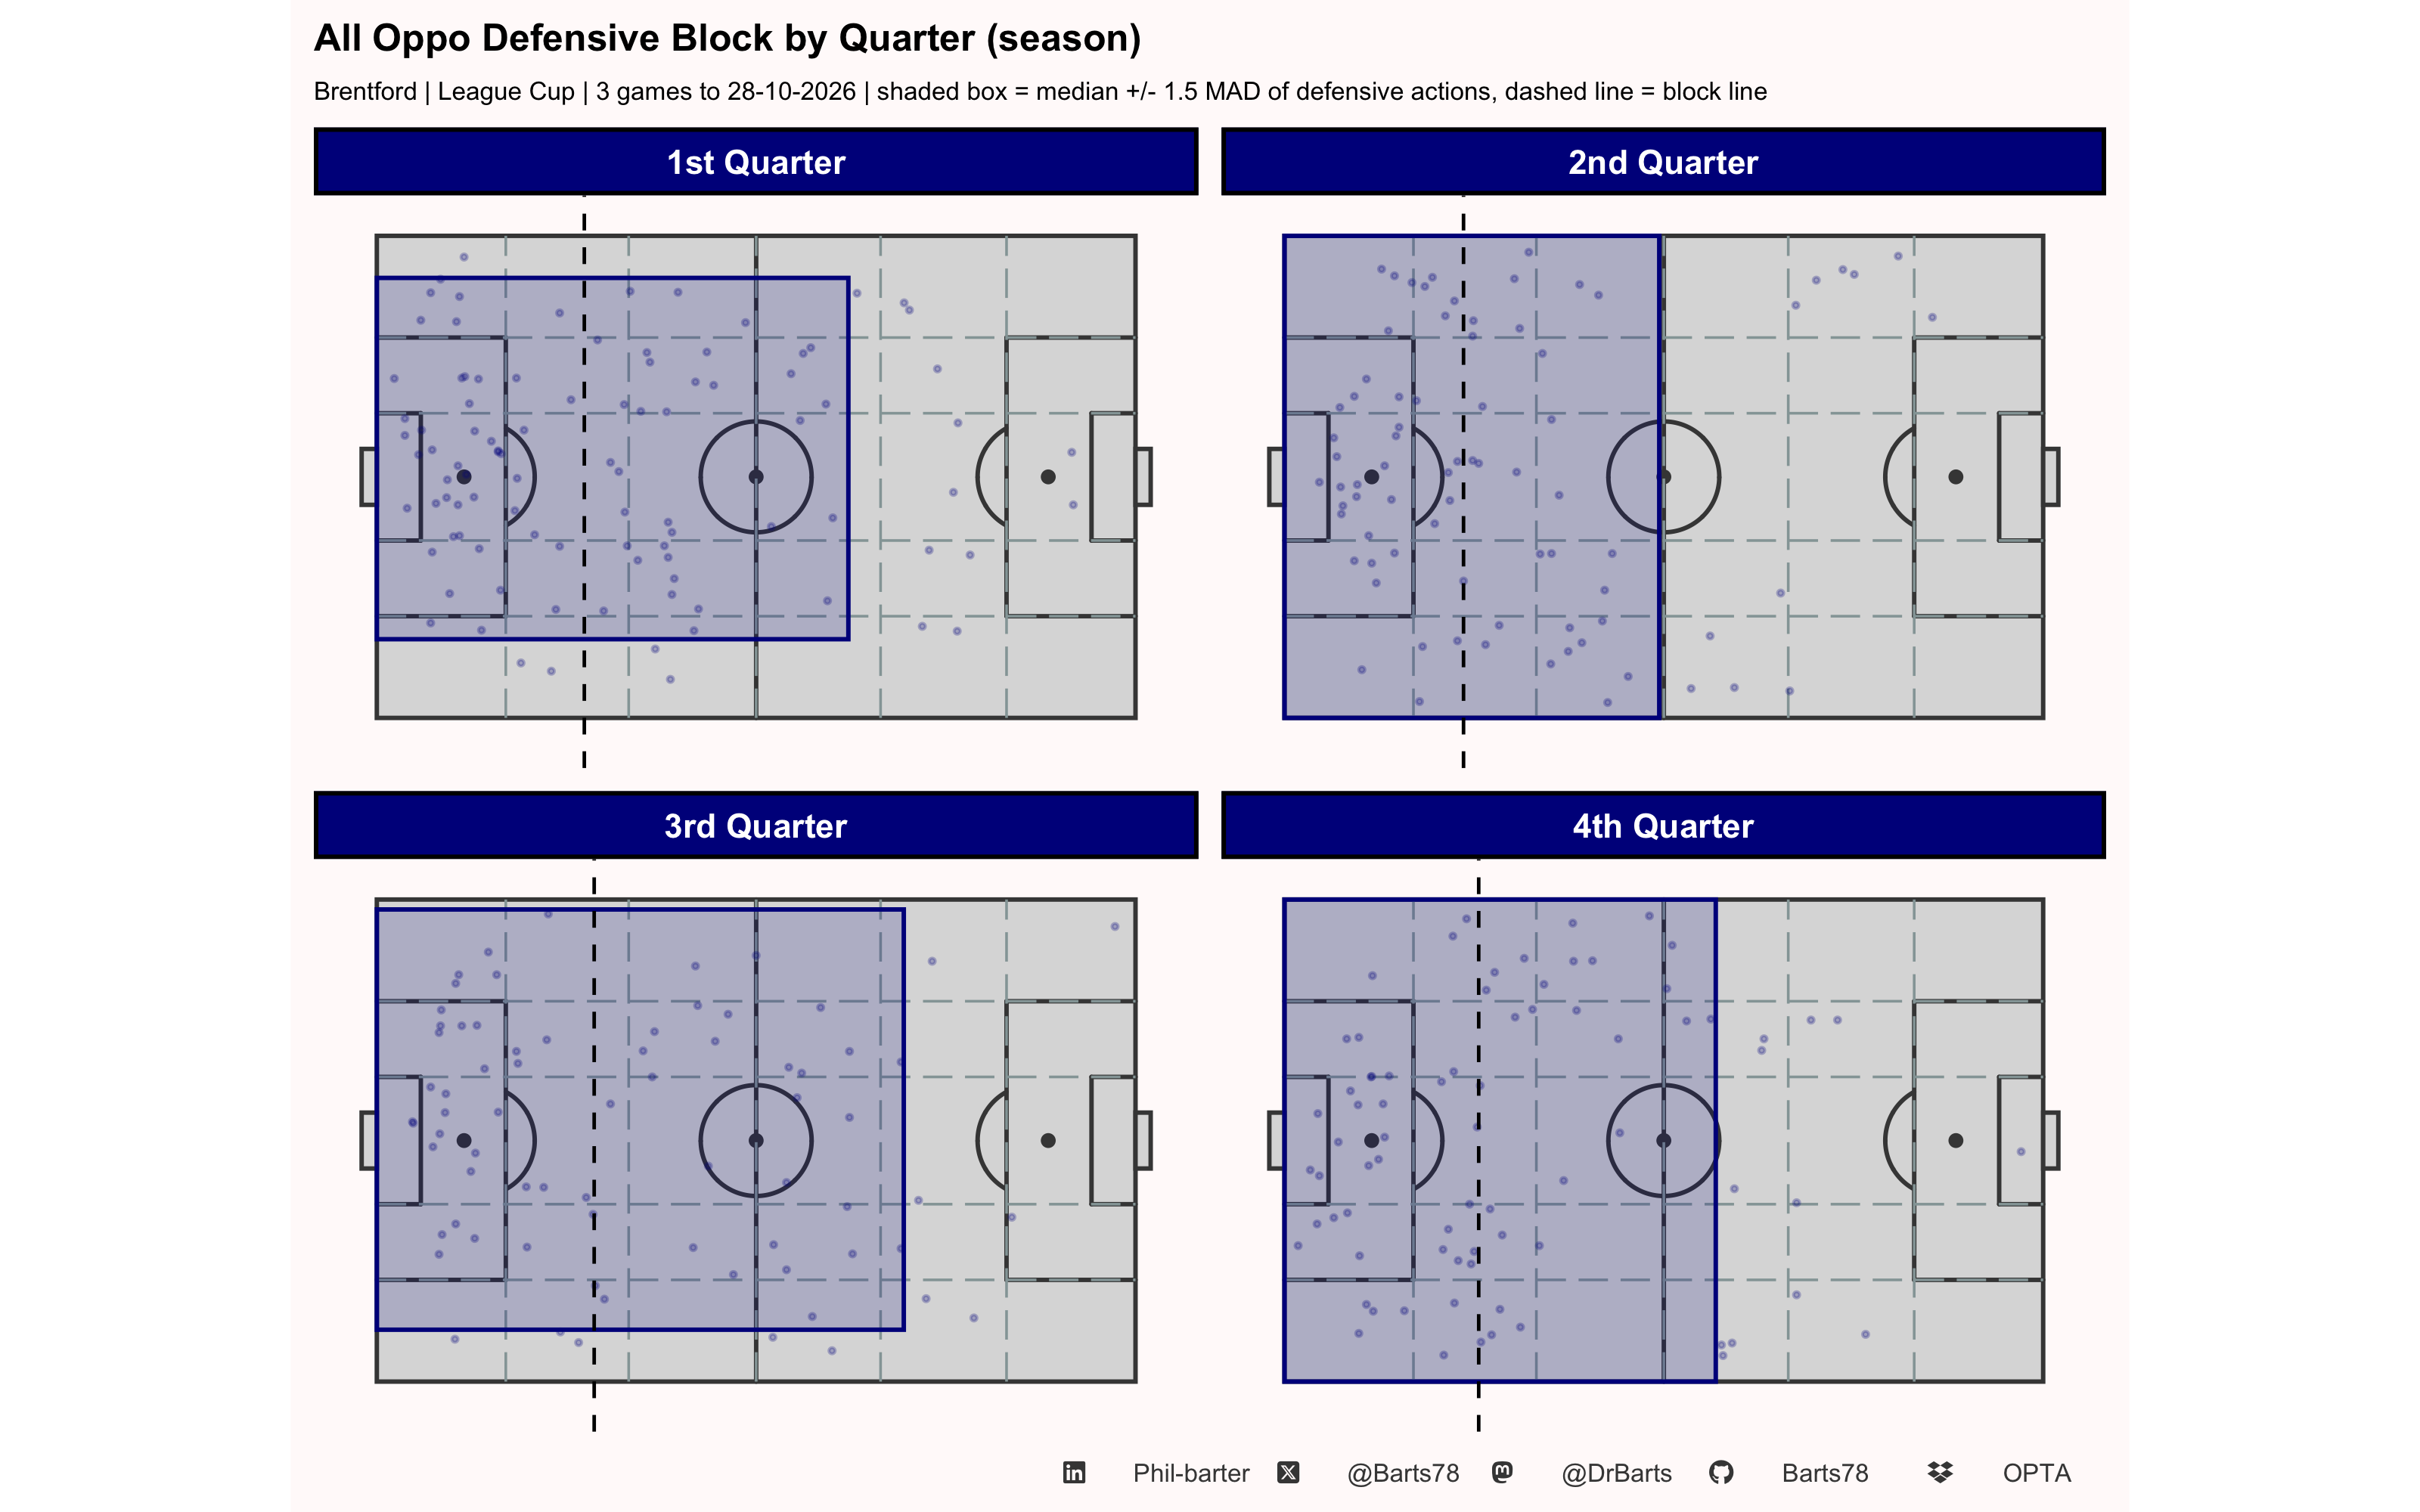 All Oppo Defensive Block by Quarter (season)
Brentford | League Cup | 3 games to 28-10-2026 | shaded box = median +/- 1.5 MAD of defensive actions, dashed line = block line
1st Quarter
2nd Quarter
3rd Quarter
4th Quarter
Phil-barter @Barts78 @DrBarts Barts78 OPTA